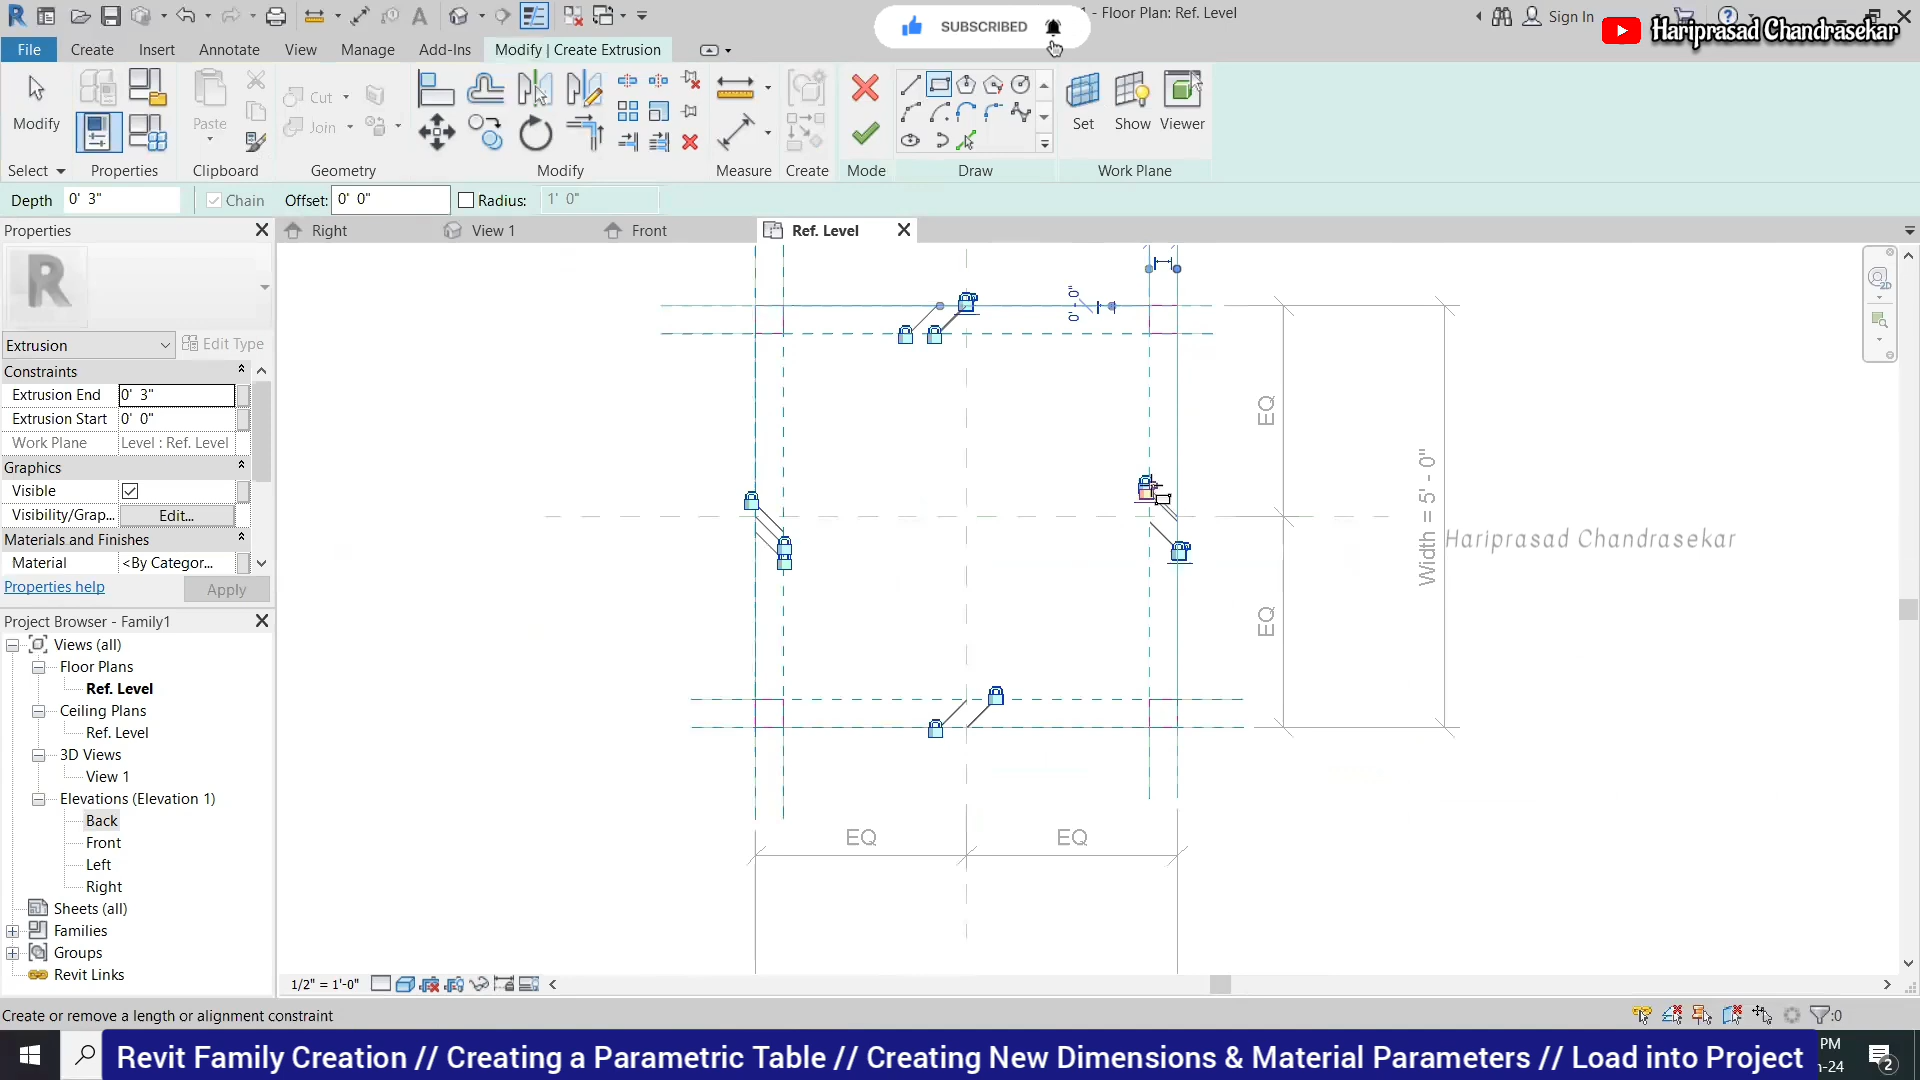 1 - Floor Plan: Ref. Level
SUBSCRIBED
Sign In
Hariprasad Chandrasekar
File
Create
Insert
Annotate
View
Manage
Add-Ins
Modify | Create Extrusion
Modify
Paste
Cut
Join
Set
Show
Viewer
Select
Properties
Clipboard
Geometry
Modify
Measure
Create
Mode
Draw
Work Plane
Depth 0' 3"
Chain
Offset: 0' 0"
Radius: 1' 0"
Properties
Right
View 1
Front
Ref. Level
R
Extrusion
Edit Type
Constraints
Extrusion End 0' 3"
Extrusion Start 0' 0"
Work Plane Level : Ref. Level
Graphics
Visible
Visibility/Grap... Edit...
Materials and Finishes
Material <By Categor...
Properties help
Apply
Project Browser - Family1
Views (all)
Floor Plans
Ref. Level
Ceiling Plans
Ref. Level
3D Views
View 1
Elevations (Elevation 1)
Back
Front
Left
Right
Sheets (all)
Families
Groups
Revit Links
0' - 0"
EQ
EQ
Width = 5' - 0"
EQ
EQ
Hariprasad Chandrasekar
1/2" = 1'-0"
Create or remove a length or alignment constraint
:0
Revit Family Creation // Creating a Parametric Table // Creating New Dimensions & Material Parameters // Load into Project
PM
-24
2